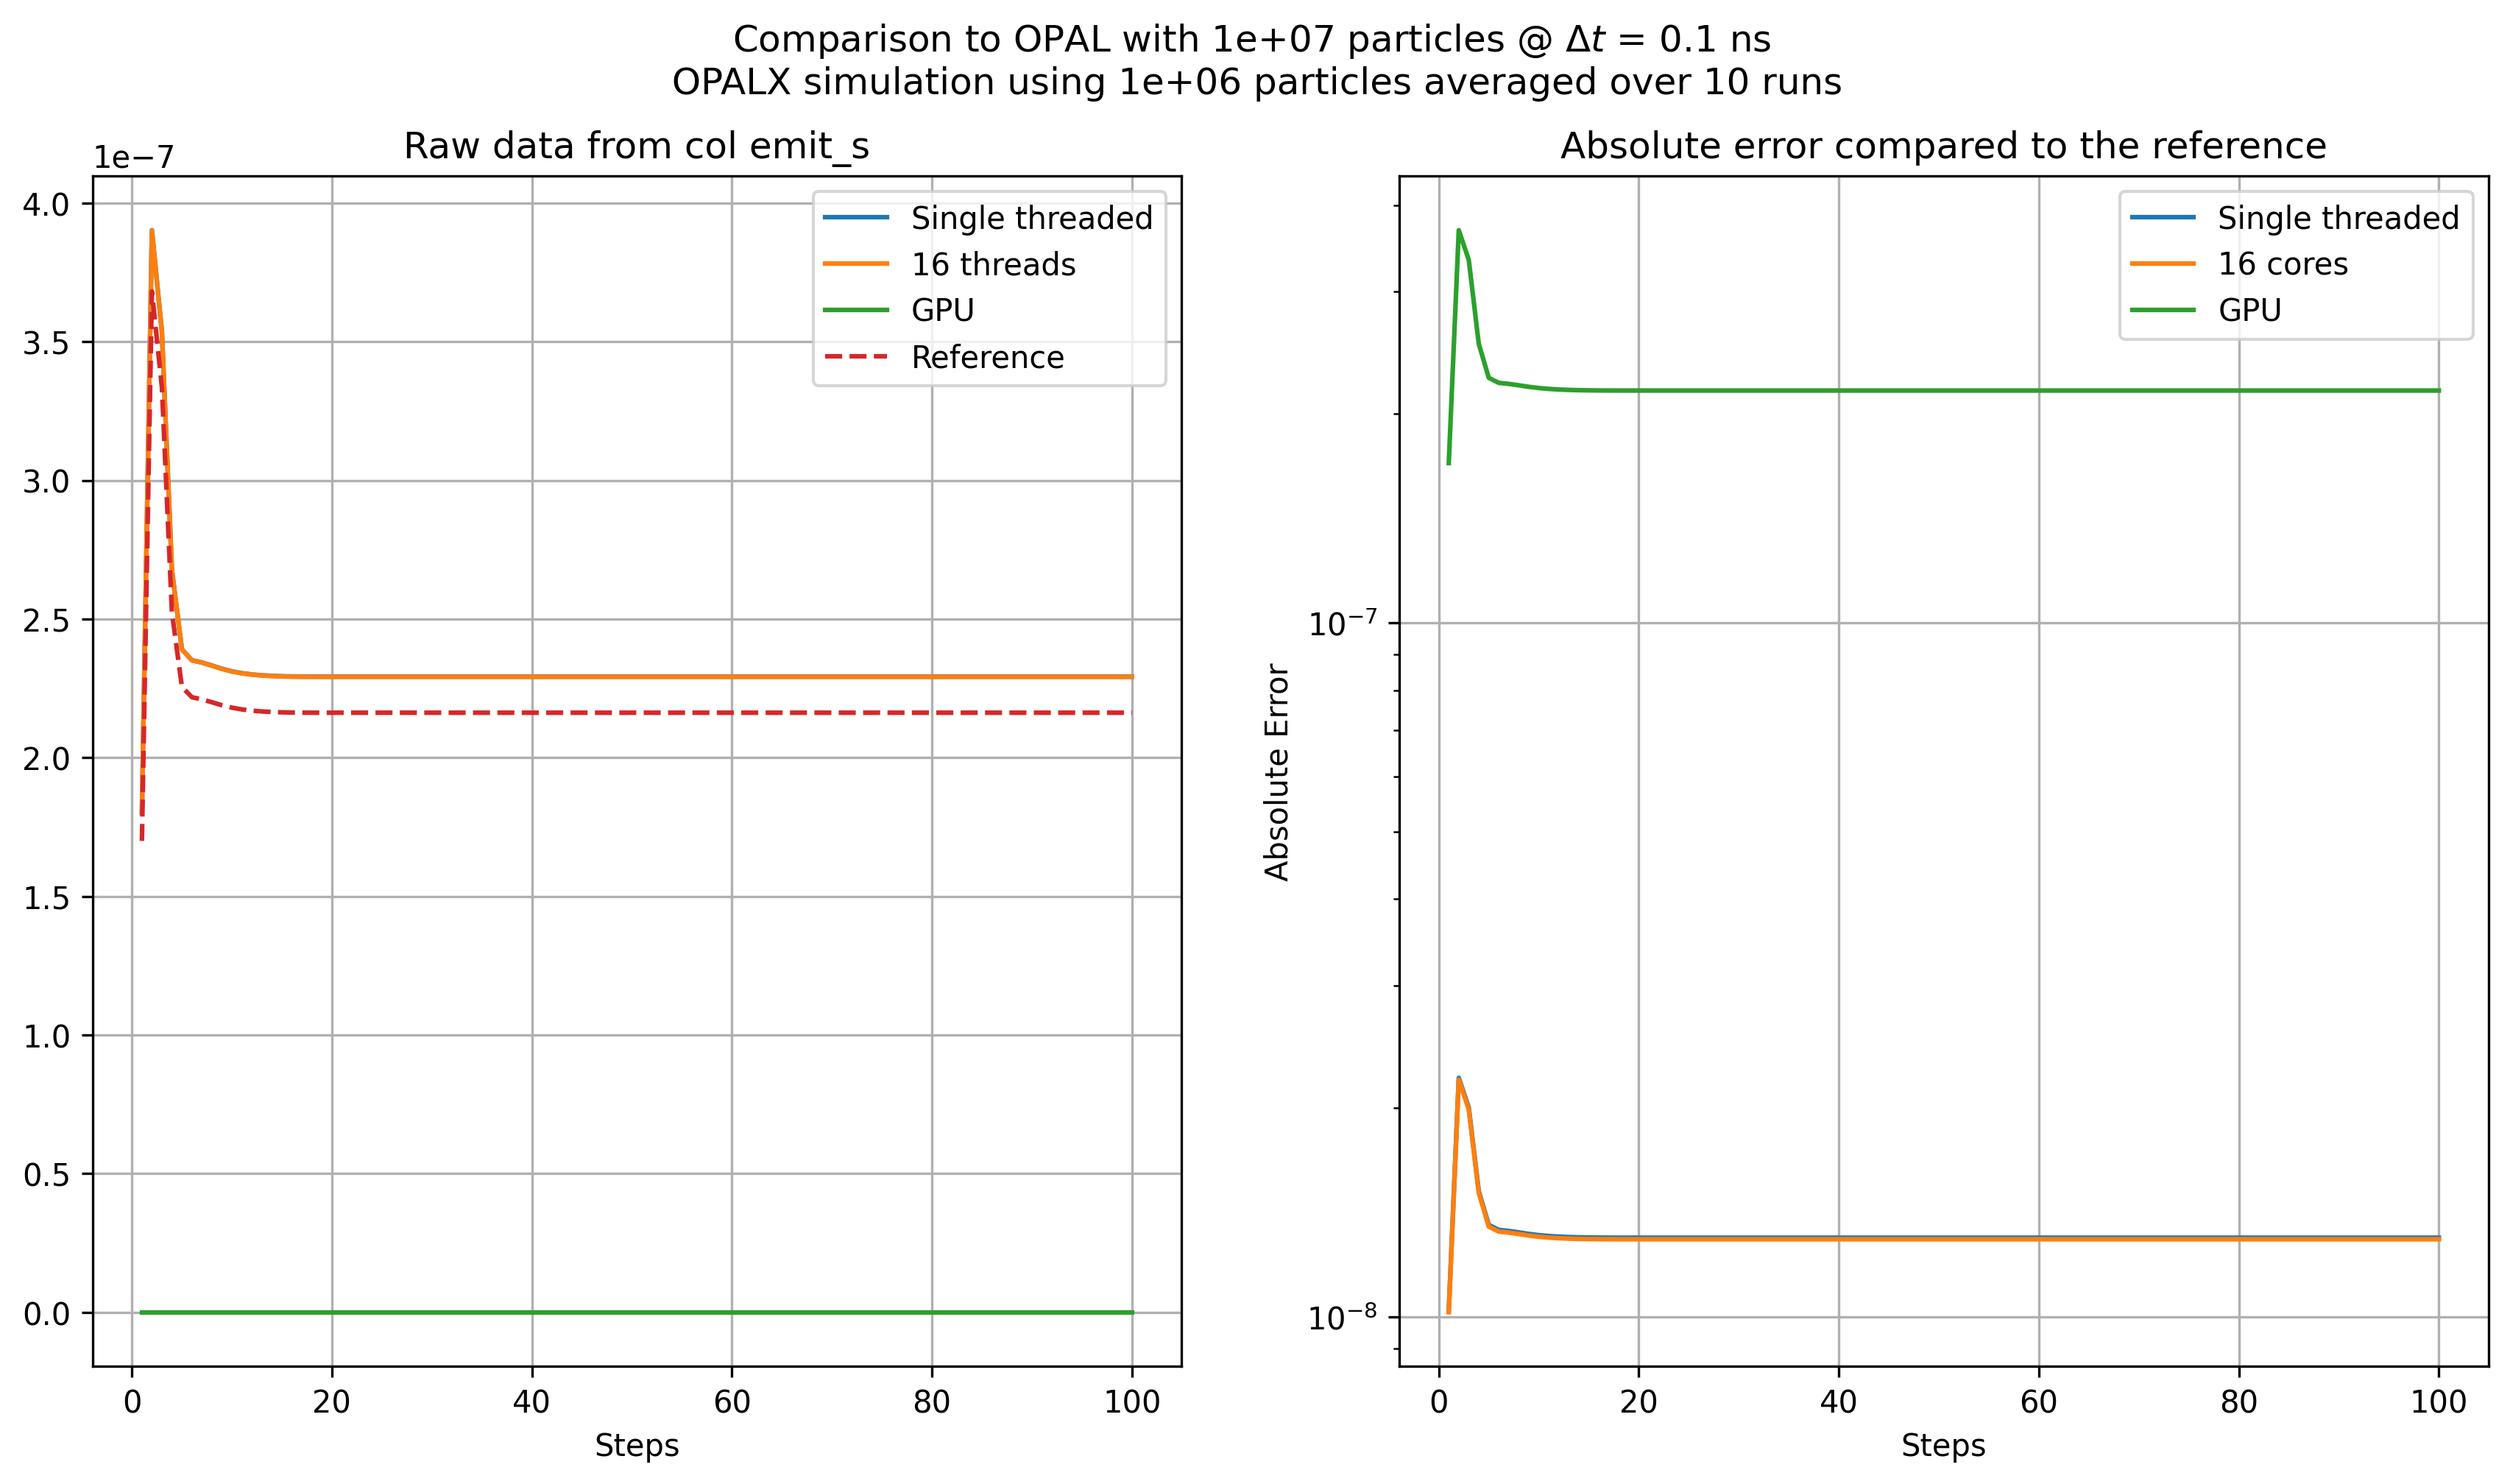 Comparison to OPAL with 1e+07 particles @ Δt = 0.1 ns
OPALX simulation using 1e+06 particles averaged over 10 runs
Raw data from col emit_s
1e−7
4.0
3.5
3.0
2.5
2.0
1.5
1.0
0.5
0.0
0 20 40 60 80 100
Steps
Single threaded
16 threads
GPU
Reference
Absolute error compared to the reference
Absolute Error
10⁻⁷
10⁻⁸
0 20 40 60 80 100
Steps
Single threaded
16 cores
GPU